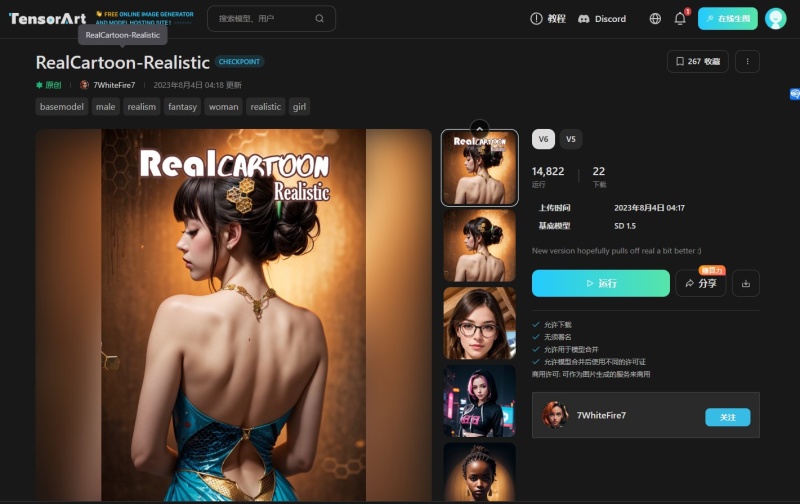 TensorArt
FREE ONLINE IMAGE GENERATOR
AND MODEL HOSTING SITE!
搜索模型、用户
教程
Discord
1
在线生图
RealCartoon-Realistic
RealCartoon-Realistic
CHECKPOINT
267 收藏
原创
7WhiteFire7
2023年8月4日 04:18 更新
basemodel
male
realism
fantasy
woman
realistic
girl
RealCARTOON
Realistic
RealCARTOON
V6
V5
14,822
运行
22
下载
上传时间
2023年8月4日 04:17
基底模型
SD 1.5
New version hopefully pulls off real a bit better :)
运行
赚算力
分享
允许下载
无须署名
允许用于模型合并
允许模型合并后使用不同的许可证
商用许可: 可作为图片生成的服务来商用
7WhiteFire7
关注